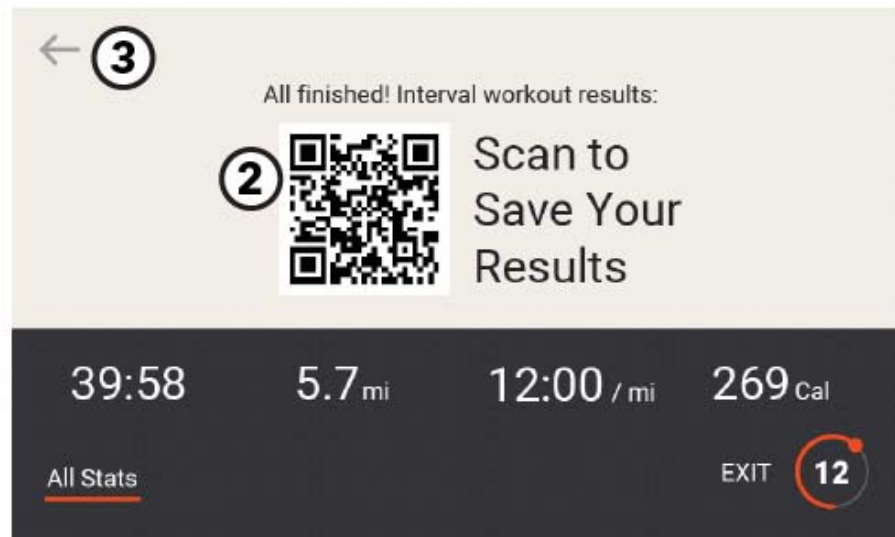 3
All finished! Interval workout results:
2
Scan to
Save Your
Results
39:58 5.7 mi 12:00 / mi 269 Cal
All Stats EXIT 12